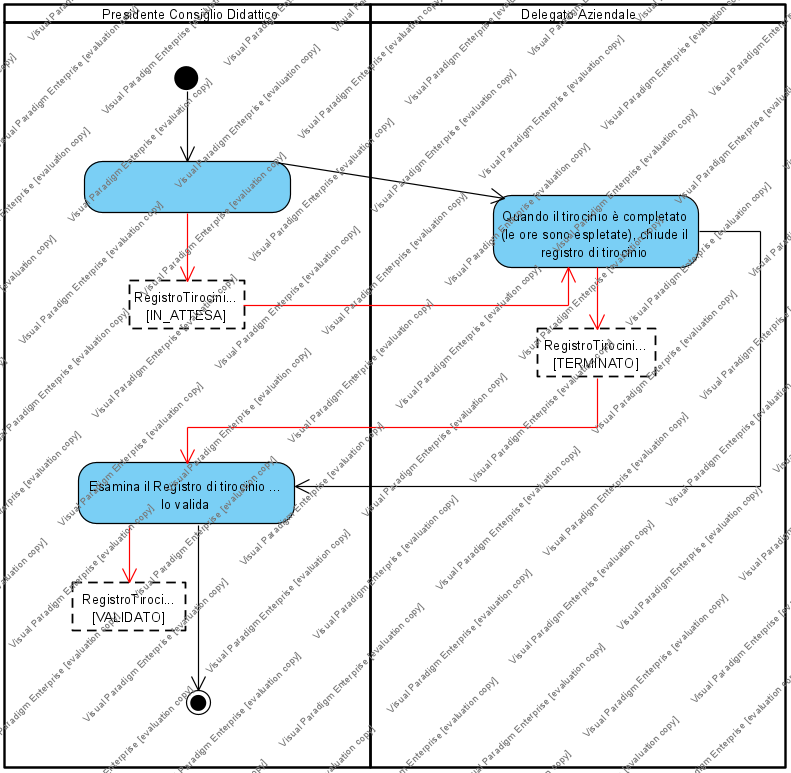 Presidente Consiglio Didattico
Delegato Aziendale
Quando il tirocinio è completato
(le ore sono espletate), chiude il
registro di tirocinio
RegistroTirocini...
[IN_ATTESA]
RegistroTirocini...
[TERMINATO]
Esamina il Registro di tirocinio ...
lo valida
RegistroTiroci...
[VALIDATO]
Visual Paradigm Enterprise [evaluation copy]